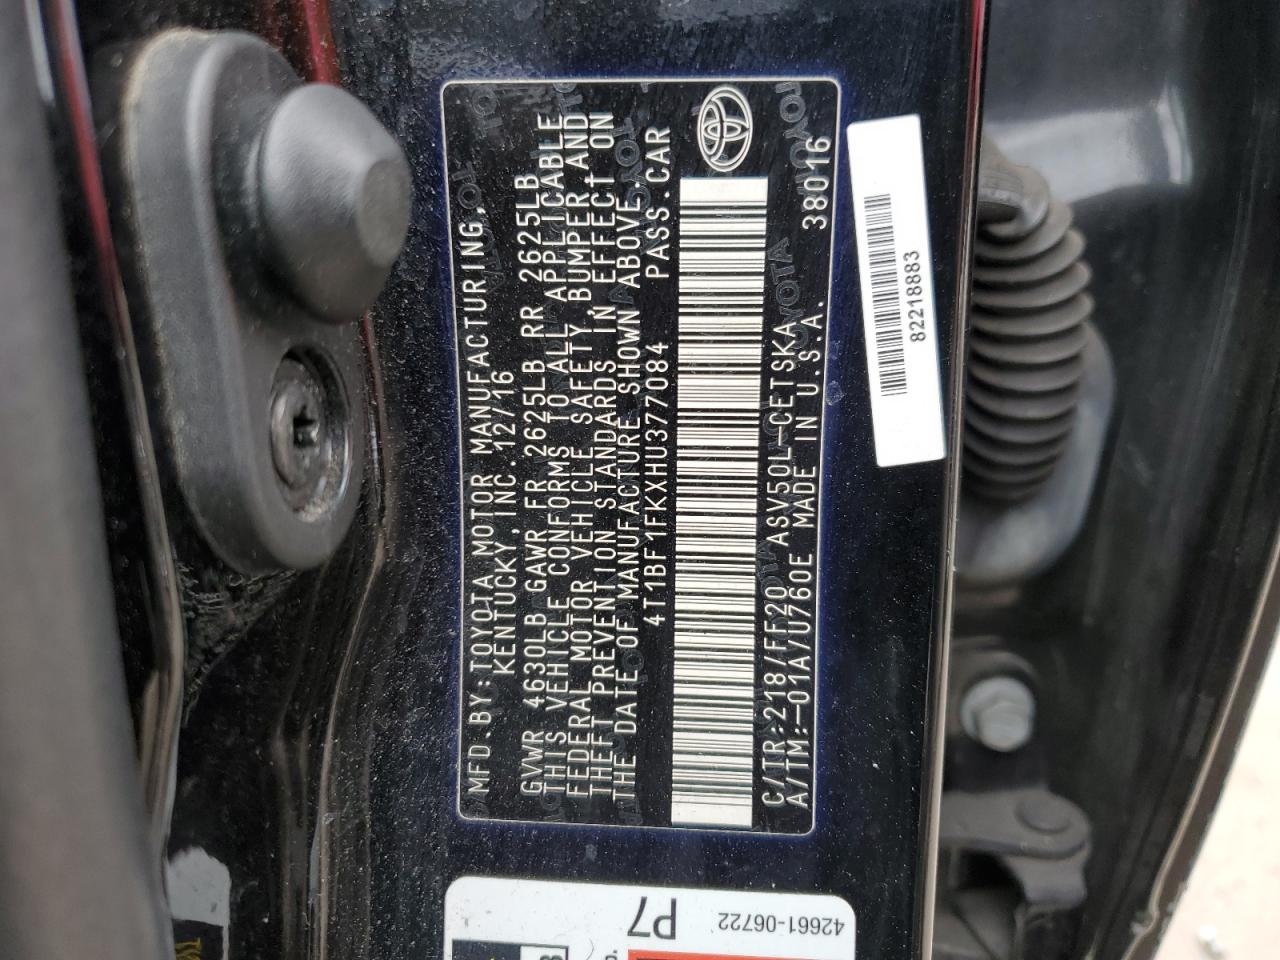 MFD.BY:TOYOTA MOTOR MANUFACTURING,
KENTUCKY, INC. 12/16
GVWR 4630LB GAWR FR 2625LB RR 2625LB
THIS VEHICLE CONFORMS TO ALL APPLICABLE
FEDERAL MOTOR VEHICLE SAFETY, BUMPER AND
THEFT PREVENTION STANDARDS IN EFFECT ON
THE DATE OF MANUFACTURE SHOWN ABOVE.
4T1BF1FKXHU377084 PASS.CAR
C/TR:218/FF20 ASV50L-CETSKA
A/TM:-01A/U760E MADE IN U.S.A. 38016
82218883
P7
42661-06722